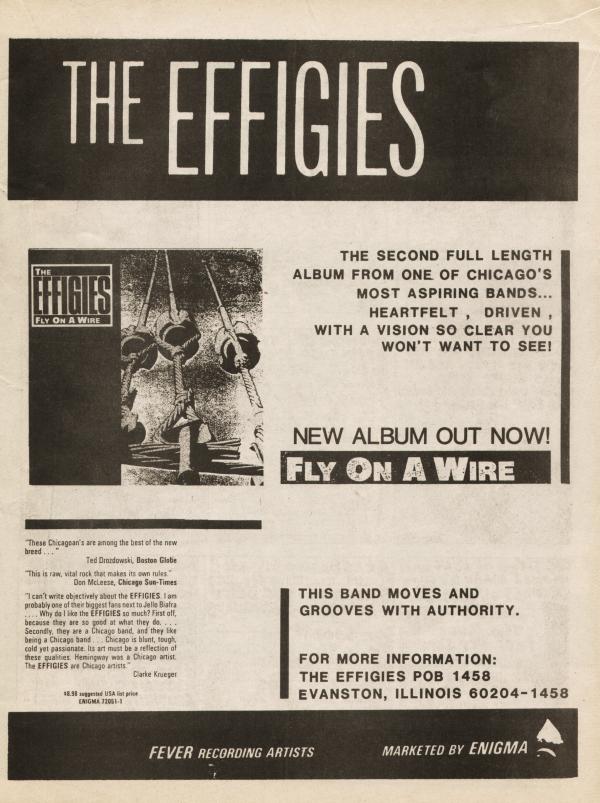 THE EFFIGIES
THE
EFFIGIES
FLY ON A WIRE
THE SECOND FULL LENGTH
ALBUM FROM ONE OF CHICAGO'S
MOST ASPIRING BANDS...
HEARTFELT , DRIVEN ,
WITH A VISION SO CLEAR YOU
WON'T WANT TO SEE!
NEW ALBUM OUT NOW!
FLY ON A WIRE
"These Chicagoan's are among the best of the new
breed . . . "
Ted Drozdowski, Boston Globe
"This is raw, vital rock that makes its own rules."
Don McLeese, Chicago Sun-Times
"I can't write objectively about the EFFIGIES. I am
probably one of their biggest fans next to Jello Biafra
. . . . Why do I like the EFFIGIES so much? First off,
because they are so good at what they do. . . .
Secondly, they are a Chicago band, and they like
being a Chicago band . . . Chicago is blunt, tough,
cold yet passionate. Its art must be a reflection of
these qualities. Hemingway was a Chicago artist.
The EFFIGIES are Chicago artists."
Clarke Krueger
$8.98 suggested USA list price
ENIGMA 72051-1
THIS BAND MOVES AND
GROOVES WITH AUTHORITY.
FOR MORE INFORMATION:
THE EFFIGIES POB 1458
EVANSTON, ILLINOIS 60204-1458
FEVER RECORDING ARTISTS
MARKETED BY ENIGMA